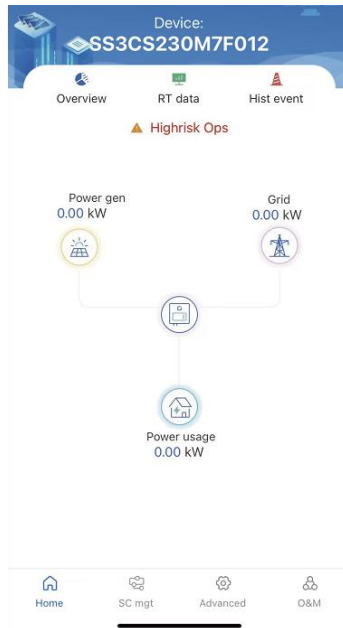 Device:
SS3CS230M7F012
Overview
RT data
Hist event
Highrisk Ops
Power gen
0.00 kW
Grid
0.00 kW
Power usage
0.00 kW
Home
SC mgt
Advanced
O&M